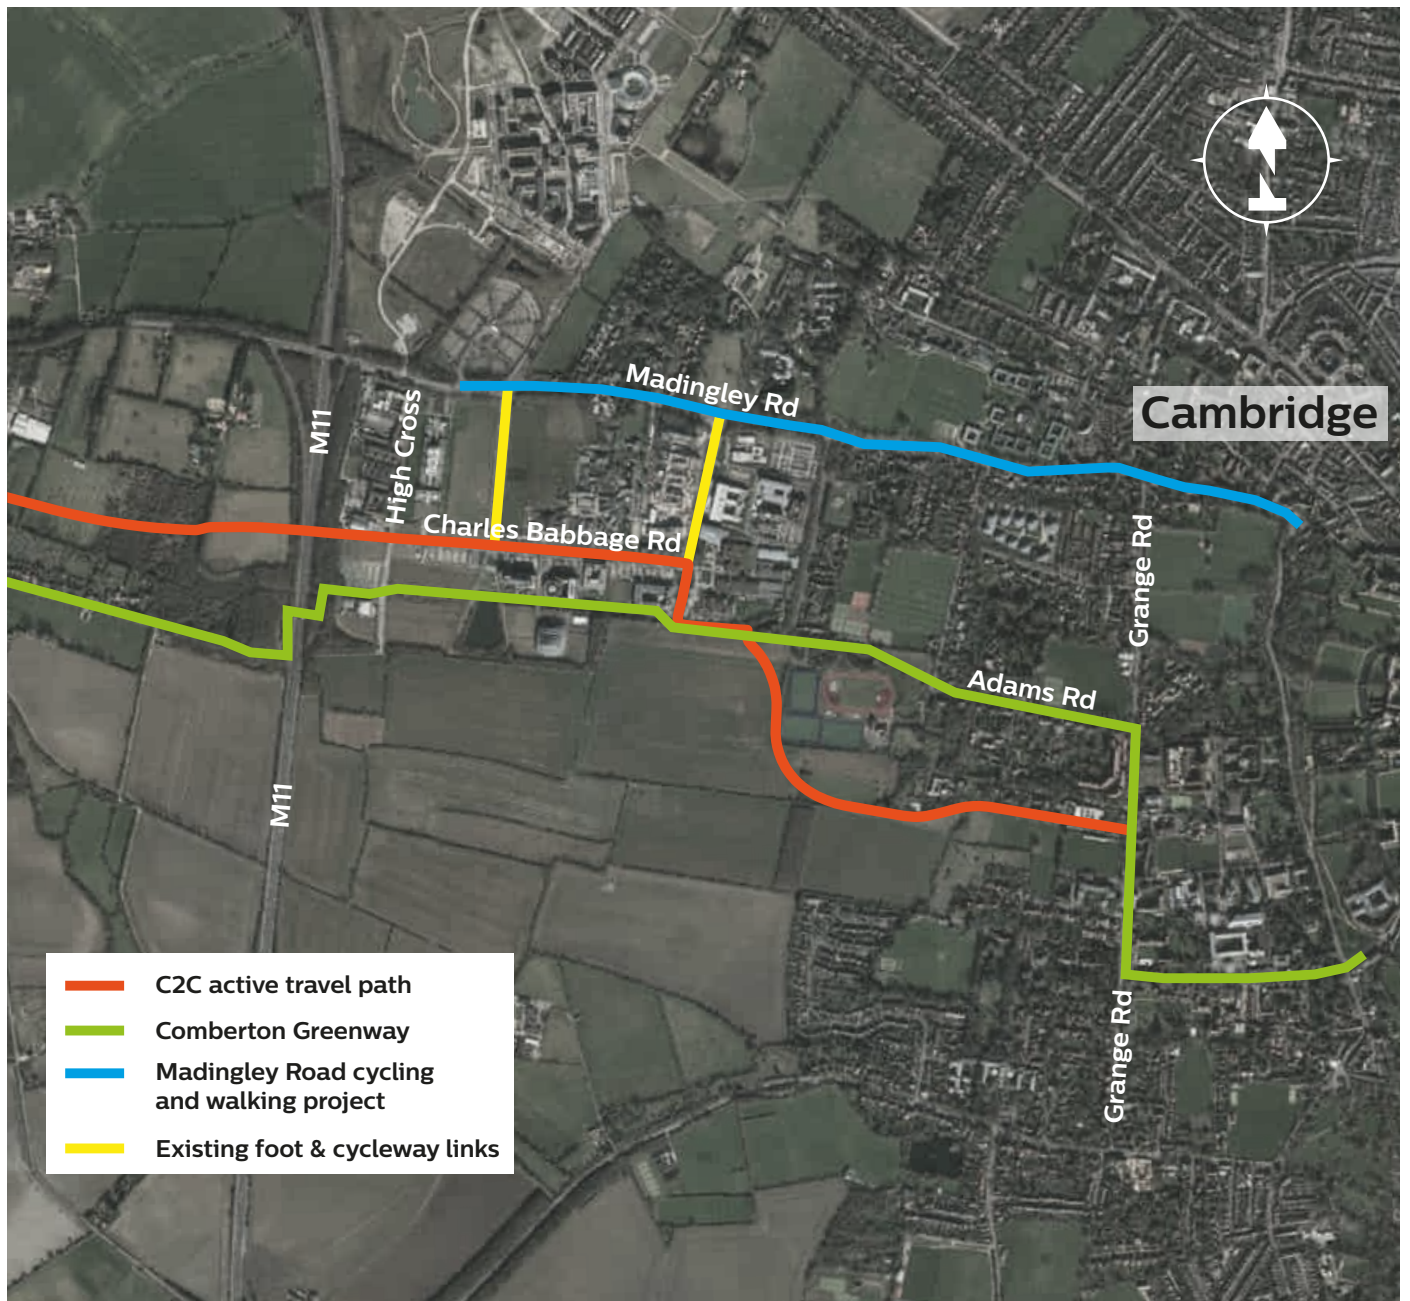 Madingley Rd
Cambridge
M11
High Cross
Charles Babbage Rd
Grange Rd
Adams Rd
M11
C2C active travel path
Comberton Greenway
Madingley Road cycling
and walking project
Existing foot & cycleway links
Grange Rd